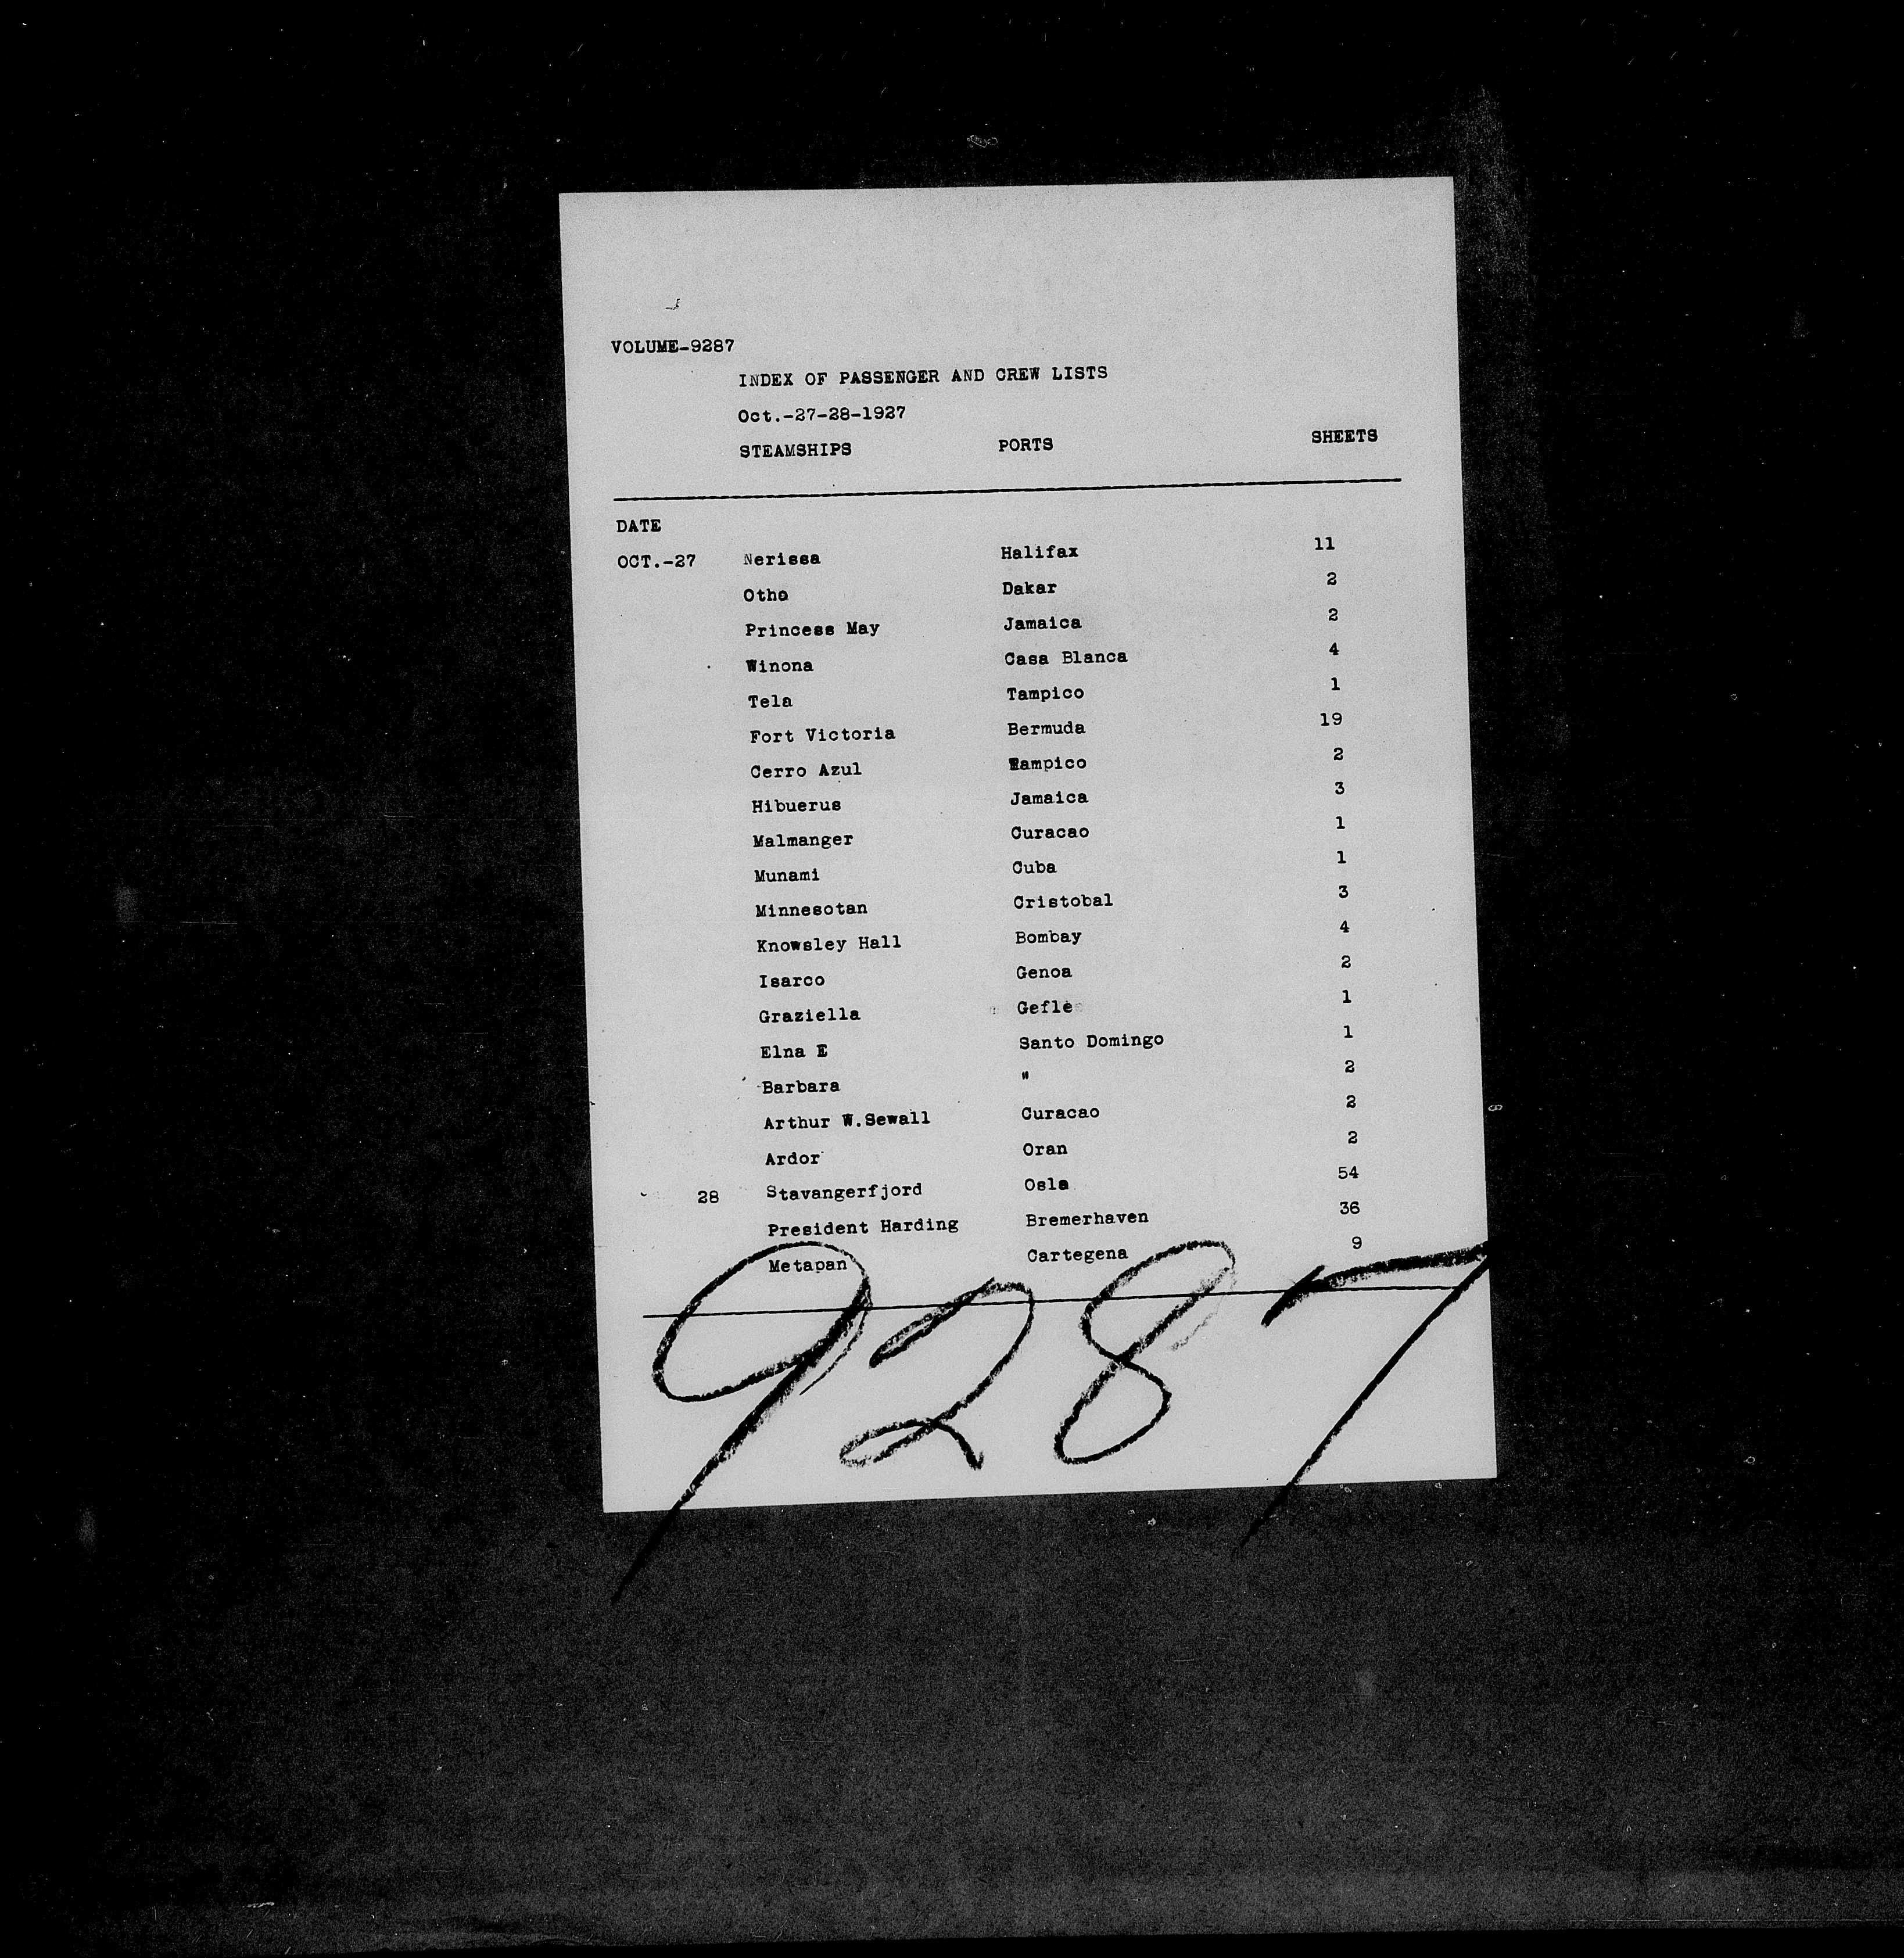 VOLUME-9287
INDEX OF PASSENGER AND CREW LISTS
Oct.-27-28-1927
STEAMSHIPS PORTS SHEETS
DATE
OCT.-27 Nerissa Halifax 11
Otho Dakar 2
Princess May Jamaica 2
Winona Casa Blanca 4
Tela Tampico 1
Fort Victoria Bermuda 19
Cerro Azul Tampico 2
Hibuerus Jamaica 3
Malmanger Curacao 1
Munami Cuba 1
Minnesotan Cristobal 3
Knowsley Hall Bombay 4
Isarco Genoa 2
Graziella Gefle 1
Elna E Santo Domingo 1
Barbara " 2
Arthur W.Sewall Curacao 2
Ardor Oran 2
28 Stavangerfjord Osla 54
President Harding Bremerhaven 36
Metapan Cartegena 9
9287